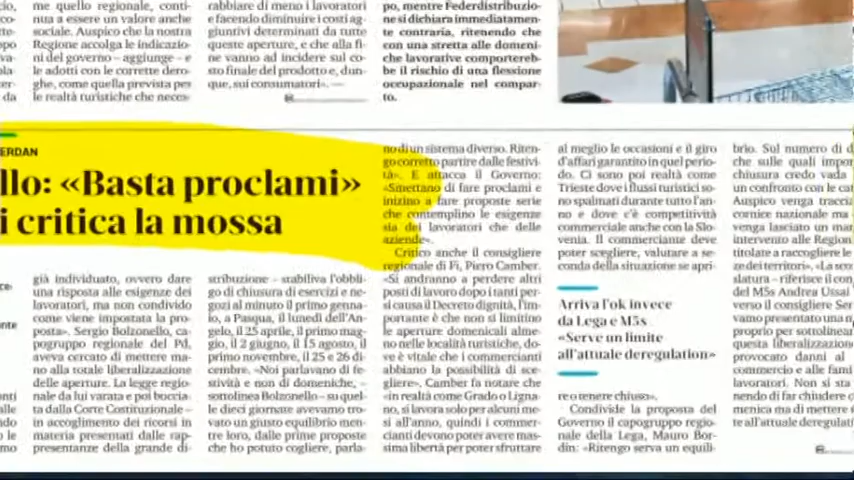 me quello regionale, conti-
nua a essere un valore anche
sociale. Auspico che la nostra
Regione accolga le indicazio-
ni del governo – aggiunge – e
le adotti con le corrette dero-
ghe, come quella prevista per
le realtà turistiche che neces-
rabbiare di meno i lavoratori
e facendo diminuire i costi ag-
giuntivi determinati da tutte
queste aperture, e che alla fi-
ne vanno ad incidere sul co-
sto finale del prodotto e, dun-
que, sui consumatori». —
po, mentre Federdistribuzio-
ne si dichiara immediatamen-
te contraria, ritenendo che
con una stretta alle domeni-
che lavorative comportereb-
be il rischio di una flessione
occupazionale nel compar-
to.
ERDAN
llo: «Basta proclami»
i critica la mossa
già individuato, ovvero dare
una risposta alle esigenze dei
lavoratori, ma non condivido
come viene impostata la pro-
posta». Sergio Bolzonello, ca-
pogruppo regionale del Pd,
aveva cercato di mettere ma-
no alla totale liberalizzazione
delle aperture. La legge regio-
nale da lui varata e poi boccia-
ta dalla Corte Costituzionale –
in accoglimento dei ricorsi in
materia presentati dalle rap-
presentanze della grande di-
stribuzione – stabiliva l'obbli-
go di chiusura di esercizi e ne-
gozi al minuto il primo genna-
io, a Pasqua, il lunedì dell'An-
gelo, il 25 aprile, il primo mag-
gio, il 2 giugno, il 15 agosto, il
primo novembre, il 25 e 26 di-
cembre. «Noi parlavamo di fe-
stività e non di domeniche, –
sottolinea Bolzonello – su quel-
le dieci giornate avevamo tro-
vato un giusto equilibrio men-
tre loro, dalle prime proposte
che ho potuto cogliere, parla-
no di un sistema diverso. Riten-
go corretto partire dalle festivi-
tà». E attacca il Governo:
«Smettano di fare proclami e
inizino a fare proposte serie
che contemplino le esigenze
sia dei lavoratori che delle
aziende».
Critico anche il consigliere
regionale di Fi, Piero Camber.
«Si andranno a perdere altri
posti di lavoro dopo i tanti per-
si causa il Decreto dignità, l'im-
portante è che non si limitino
le aperture domenicali alme-
no nelle località turistiche, do-
ve è vitale che i commercianti
abbiano la possibilità di sce-
gliere». Camber fa notare che
«in realtà come Grado o Ligna-
no, si lavora solo per alcuni me-
si all'anno, quindi i commer-
cianti devono poter avere mas-
sima libertà per poter sfruttare
al meglio le occasioni e il giro
d'affari garantito in quel perio-
do. Ci sono poi realtà come
Trieste dove i flussi turistici so-
no spalmati durante tutto l'an-
no e dove c'è competitività
commerciale anche con la Slo-
venia. Il commerciante deve
poter scegliere, valutare a se-
conda della situazione se apri-
Arriva l'ok invece
da Lega e M5s
«Serve un limite
all'attuale deregulation»
re o tenere chiuso».
Condivide la proposta del
Governo il capogruppo regio-
nale della Lega, Mauro Bor-
din: «Ritengo serva un equili-
brio. Sul numero di d
che sulle quali impor
chiusura credo vada
un confronto con le ca
Auspico venga traccia
cornice nazionale ma
venga lasciato un mar
intervento alle Region
titolate a raccogliere le
ze dei territori». «La sco
slatura – riferisce il con
del M5S Andrea Ussai
verso il consigliere Ser
vamo presentato una n
proprio per sottolinear
questa liberalizzazione
provocato danni al
commercio e alle fami
lavoratori. Non si sta
nendo di far chiudere
menica ma di mettere
te all'attuale deregulati